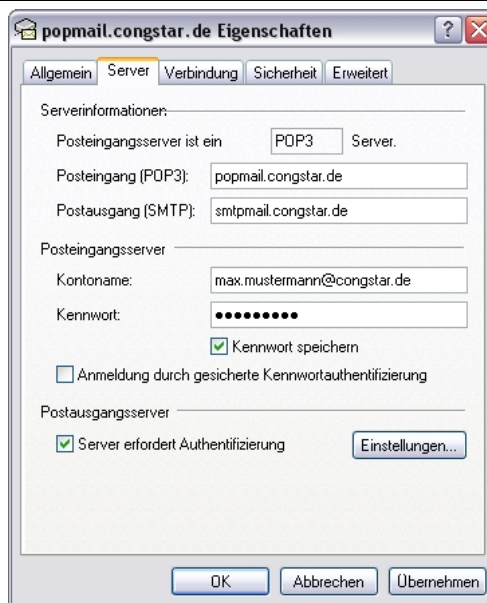 popmail.congstar.de Eigenschaften
Allgemein Server Verbindung Sicherheit Erweitert
Serverinformationen:
Posteingangsserver ist ein POP3 Server.
Posteingang (POP3): popmail.congstar.de
Postausgang (SMTP): smtpmail.congstar.de
Posteingangsserver
Kontoname: max.mustermann@congstar.de
Kennwort: ●●●●●●●●●
Kennwort speichern
Anmeldung durch gesicherte Kennwortauthentifizierung
Postausgangsserver
Server erfordert Authentifizierung Einstellungen...
OK Abbrechen Übernehmen